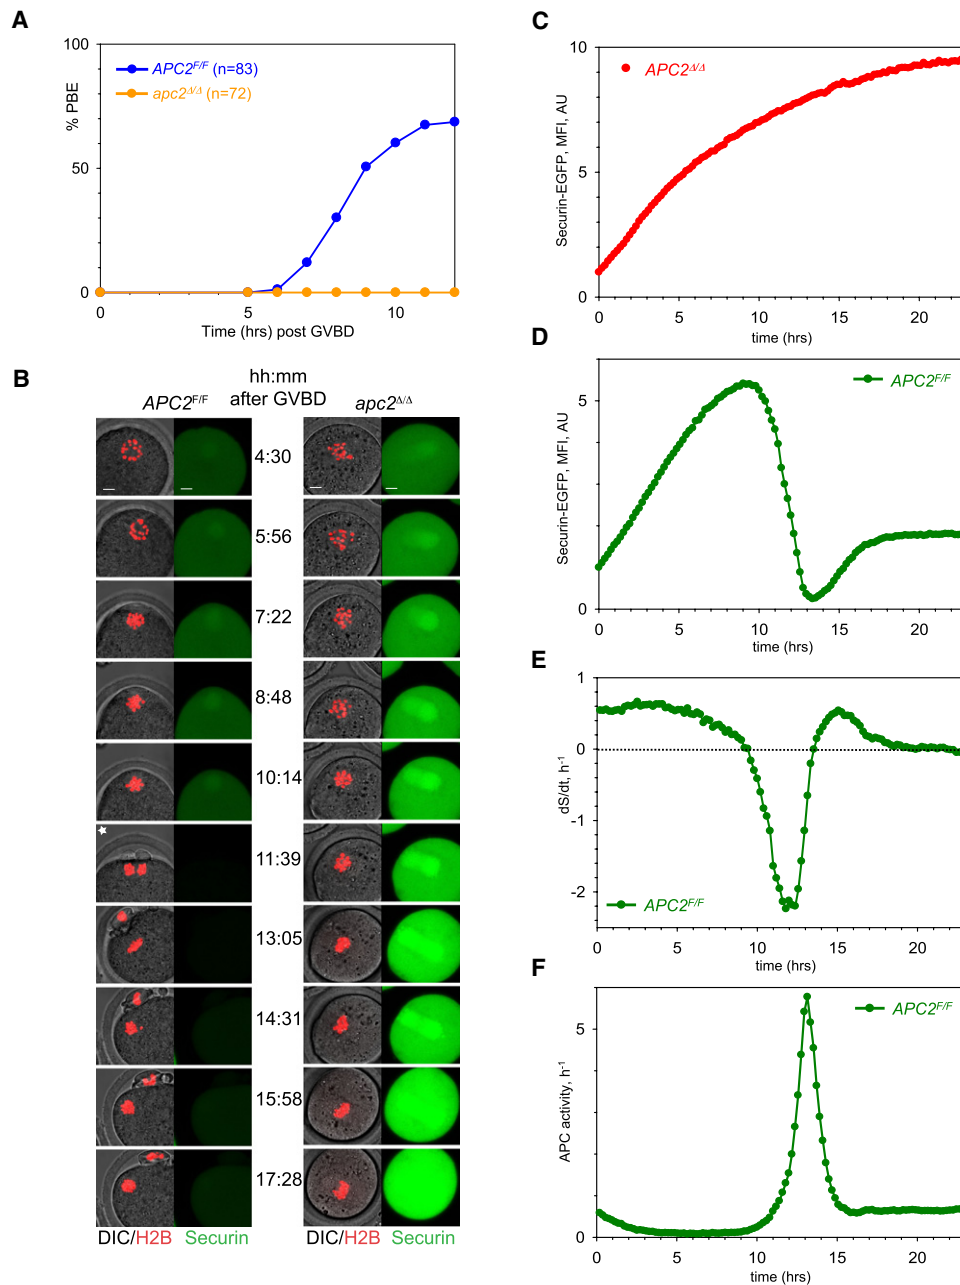 A
100
50
0
% PBE
APC2F/F (n=83)
apc2Δ/Δ (n=72)
0
5
10
Time (hrs) post GVBD
B
hh:mm
after GVBD
APC2F/F
apc2Δ/Δ
4:30
5:56
7:22
8:48
10:14
11:39
13:05
14:31
15:58
17:28
DIC/H2B
Securin
DIC/H2B
Securin
C
10
5
0
Securin-EGFP, MFI, AU
APC2Δ/Δ
0
5
10
15
20
time (hrs)
D
5
0
Securin-EGFP, MFI, AU
APC2F/F
0
5
10
15
20
time (hrs)
E
1
0
-1
-2
dS/dt, h-1
APC2F/F
0
5
10
15
20
time (hrs)
F
5
0
APC activity, h-1
APC2F/F
0
5
10
15
20
time (hrs)